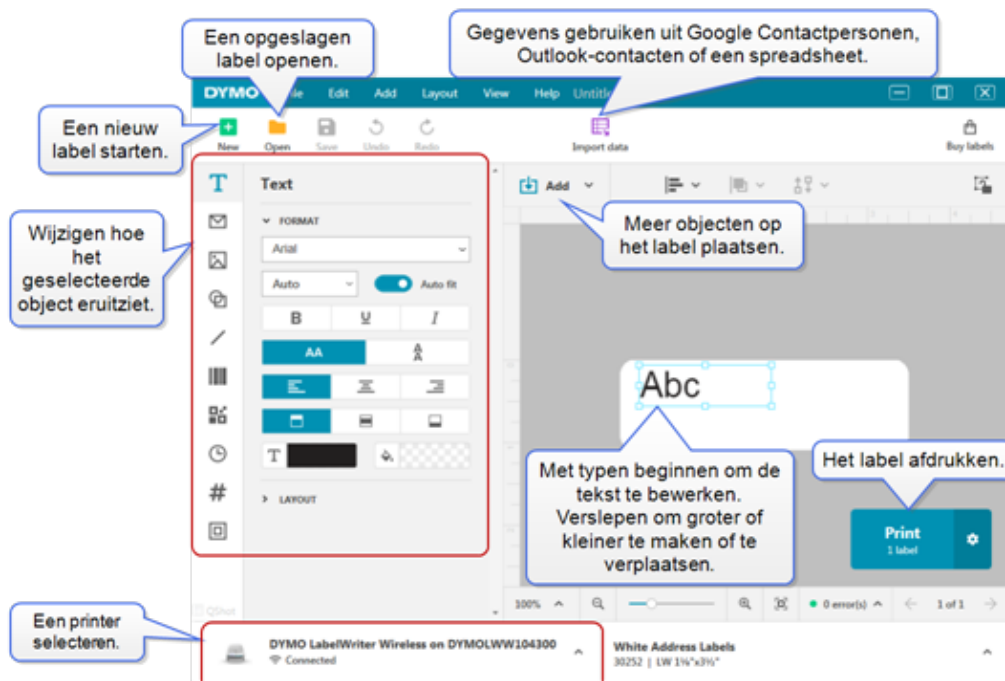 Een opgeslagen
label openen.
Gegevens gebruiken uit Google Contactpersonen,
Outlook-contacten of een spreadsheet.
DYMO Edit Add Layout View Help
Een nieuw
label starten.
New Open Save Undo Redo Import data Buy labels
Text
Add
FORMAT
Meer objecten op
het label plaatsen.
Wijzigen hoe
het
geselecteerde
object eruitziet.
Arial
Auto Auto fit
B U I
AA A A
Abc
T
Met typen beginnen om de
tekst te bewerken.
Verslepen om groter of
kleiner te maken of te
verplaatsen.
Het label afdrukken.
#
LAYOUT
Print
1 label
QShot
100% 0 error(s) 1 of 1
Een printer
selecteren.
DYMO LabelWriter Wireless on DYMOLWW104300
Connected
White Address Labels
30252 | LW 1⅛"x3½"